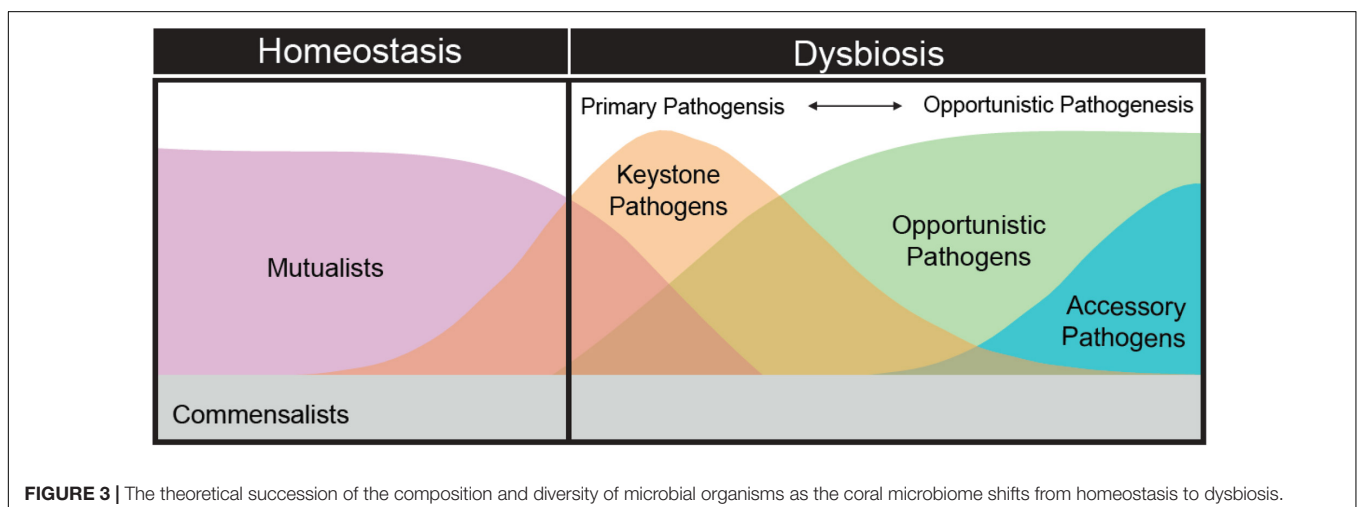 Homeostasis
Dysbiosis
Primary Pathogensis
Opportunistic Pathogenesis
Keystone
Pathogens
Mutualists
Opportunistic
Pathogens
Accessory
Pathogens
Commensalists
FIGURE 3 | The theoretical succession of the composition and diversity of microbial organisms as the coral microbiome shifts from homeostasis to dysbiosis.